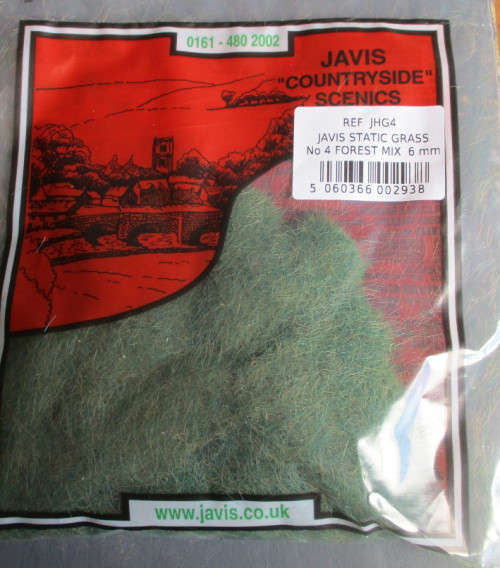 0161 - 480 2002
JAVIS
"COUNTRYSIDE"
SCENICS
REF JHG4
JAVIS STATIC GRASS
No 4 FOREST MIX 6 mm
5 060366 002938
www.javis.co.uk